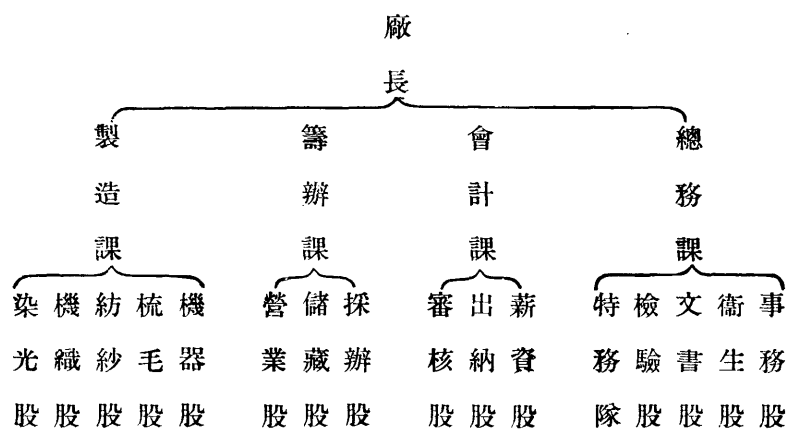 廠長
總務課
事務股
衞生股
文書股
檢驗股
特務隊
會計課
薪資股
出納股
審核股
籌辦課
採辦股
儲藏股
營業股
製造課
機器股
梳毛股
紡紗股
機織股
染光股